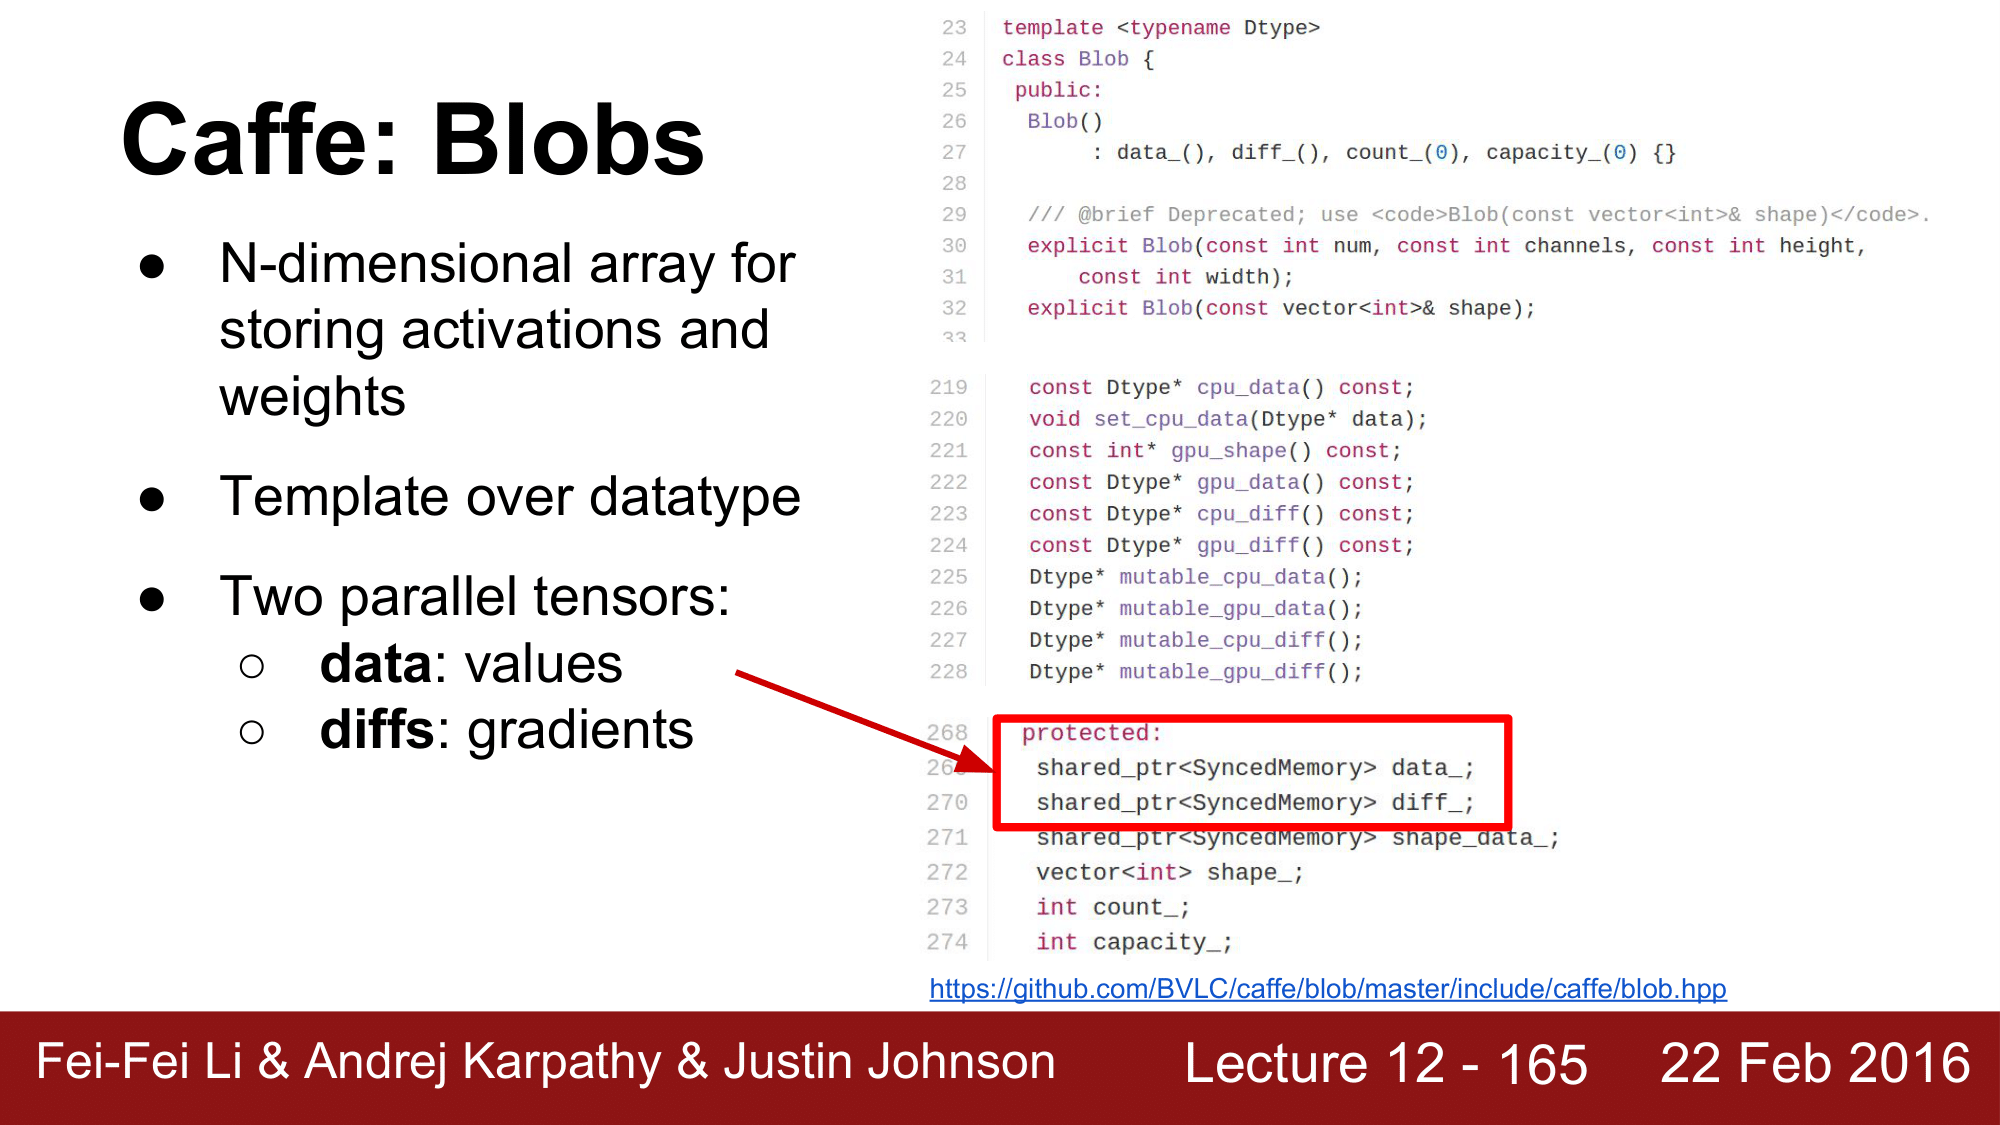 Caffe: Blobs
● N-dimensional array for
storing activations and
weights
● Template over datatype
● Two parallel tensors:
○ data: values
○ diffs: gradients
23 template <typename Dtype>
24 class Blob {
25 public:
26 Blob()
27 : data_(), diff_(), count_(0), capacity_(0) {}
28
29 /// @brief Deprecated; use <code>Blob(const vector<int>& shape)</code>.
30 explicit Blob(const int num, const int channels, const int height,
31 const int width);
32 explicit Blob(const vector<int>& shape);
33
219 const Dtype* cpu_data() const;
220 void set_cpu_data(Dtype* data);
221 const int* gpu_shape() const;
222 const Dtype* gpu_data() const;
223 const Dtype* cpu_diff() const;
224 const Dtype* gpu_diff() const;
225 Dtype* mutable_cpu_data();
226 Dtype* mutable_gpu_data();
227 Dtype* mutable_cpu_diff();
228 Dtype* mutable_gpu_diff();
268 protected:
269 shared_ptr<SyncedMemory> data_;
270 shared_ptr<SyncedMemory> diff_;
271 shared_ptr<SyncedMemory> shape_data_;
272 vector<int> shape_;
273 int count_;
274 int capacity_;
https://github.com/BVLC/caffe/blob/master/include/caffe/blob.hpp
Fei-Fei Li & Andrej Karpathy & Justin Johnson Lecture 12 - 165 22 Feb 2016